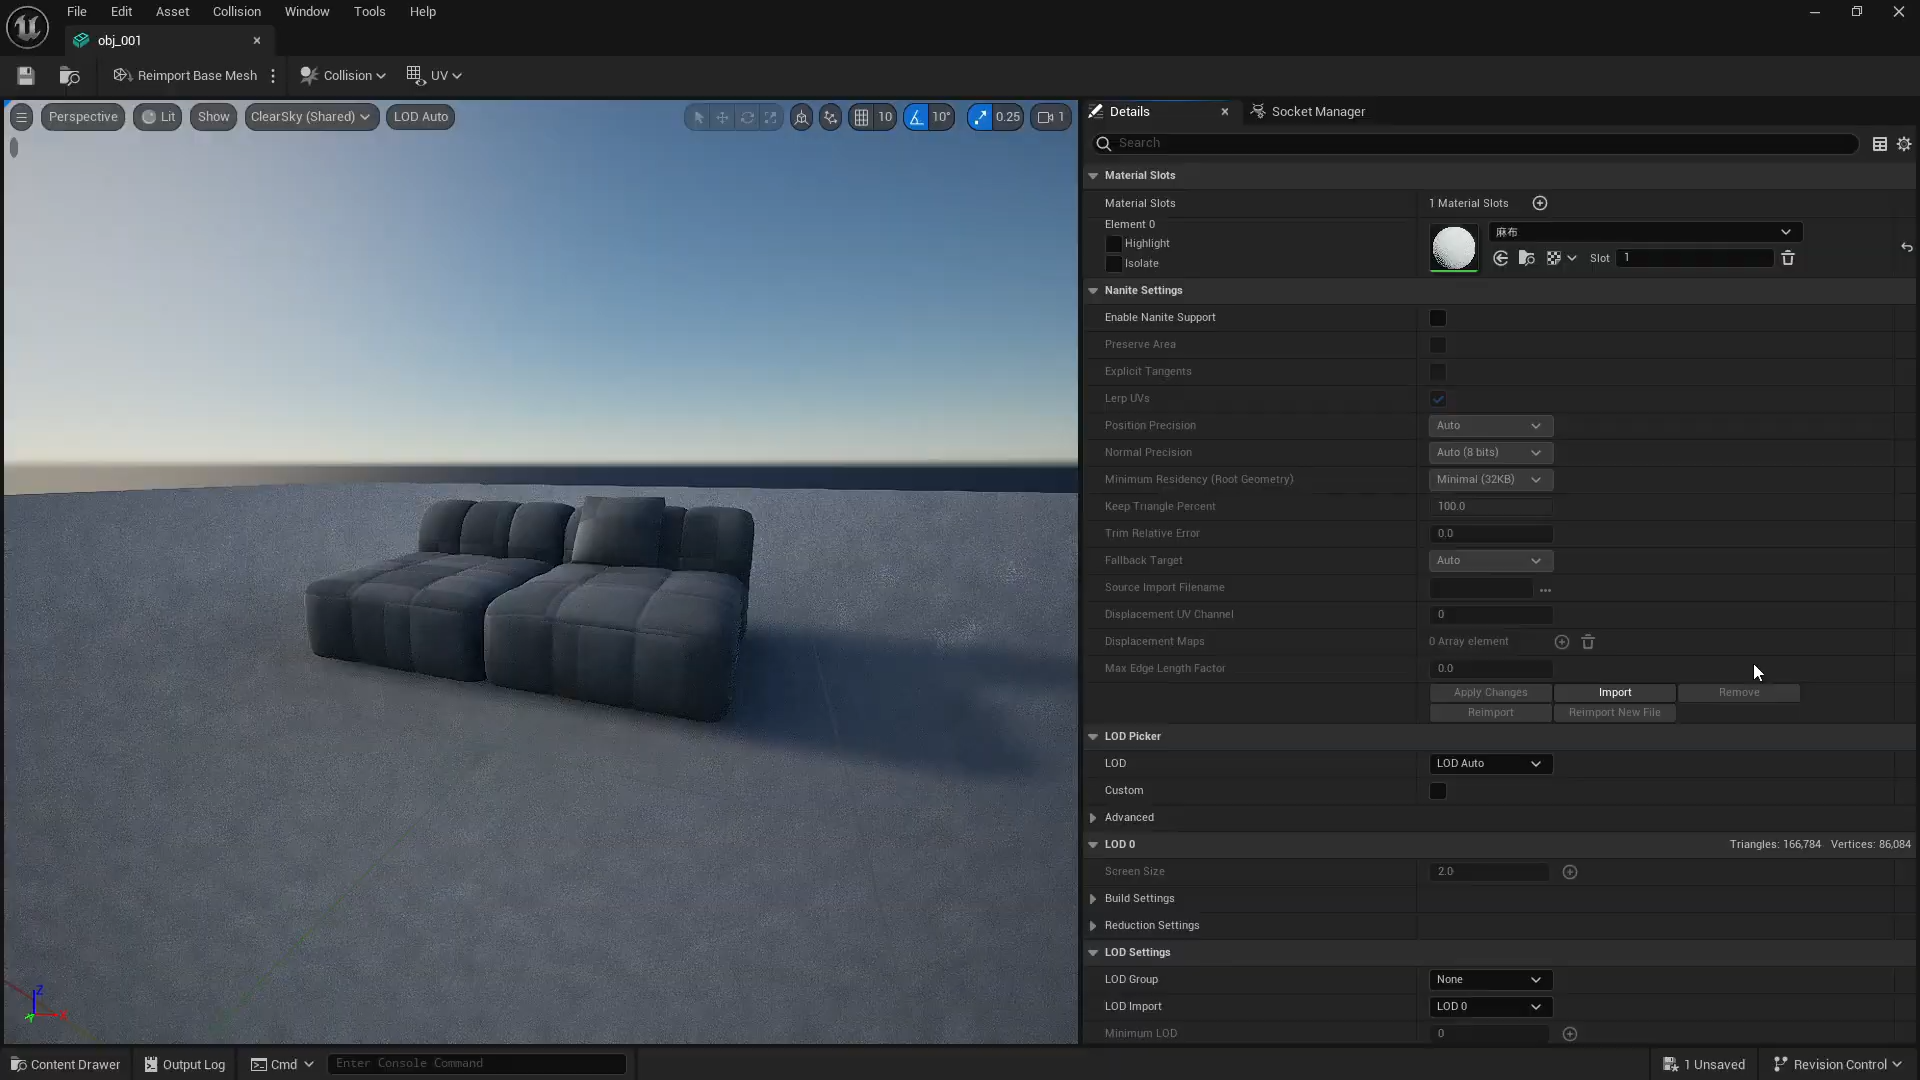 File Edit Asset Collision Window Tools Help
obj_001
Reimport Base Mesh Collision UV
Perspective Lit Show ClearSky (Shared) LOD Auto 10 10° 0.25 1
Details Socket Manager
Search
Material Slots
Material Slots 1 Material Slots
Element 0
麻布
Highlight
Isolate
Slot 1
Nanite Settings
Enable Nanite Support
Preserve Area
Explicit Tangents
Lerp UVs
Position Precision Auto
Normal Precision Auto (8 bits)
Minimum Residency (Root Geometry) Minimal (32KB)
Keep Triangle Percent 100.0
Trim Relative Error 0.0
Fallback Target Auto
Source Import Filename
Displacement UV Channel 0
Displacement Maps 0 Array element
Max Edge Length Factor 0.0
Apply Changes Import Remove
Reimport Reimport New File
LOD Picker
LOD LOD Auto
Custom
Advanced
LOD 0 Triangles: 166,784 Vertices: 86,084
Screen Size 2.0
Build Settings
Reduction Settings
LOD Settings
LOD Group None
LOD Import LOD 0
Minimum LOD 0
Z
X
Y
Content Drawer Output Log Cmd Enter Console Command 1 Unsaved Revision Control